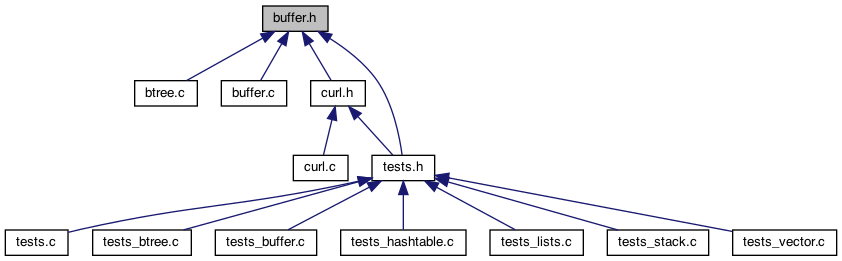 buffer.h
btree.c
buffer.c
curl.h
curl.c
tests.h
tests.c
tests_btree.c
tests_buffer.c
tests_hashtable.c
tests_lists.c
tests_stack.c
tests_vector.c